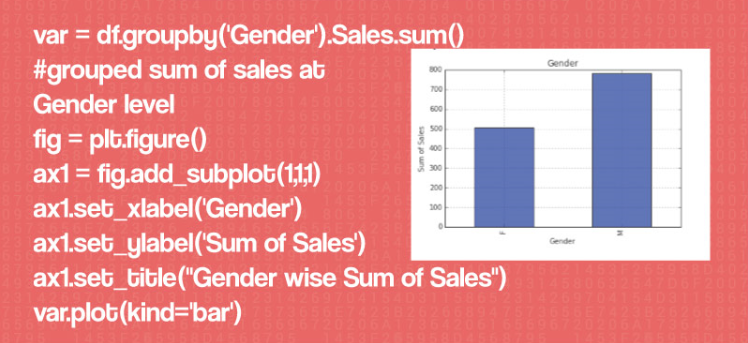 var = df.groupby('Gender').Sales.sum()
#grouped sum of sales at
Gender level
fig = plt.figure()
ax1 = fig.add_subplot(1,1,1)
ax1.set_xlabel('Gender')
ax1.set_ylabel('Sum of Sales')
ax1.set_title("Gender wise Sum of Sales")
var.plot(kind='bar')
Gender
Sum of Sales
800
700
600
500
400
300
200
100
0
F
M
Gender